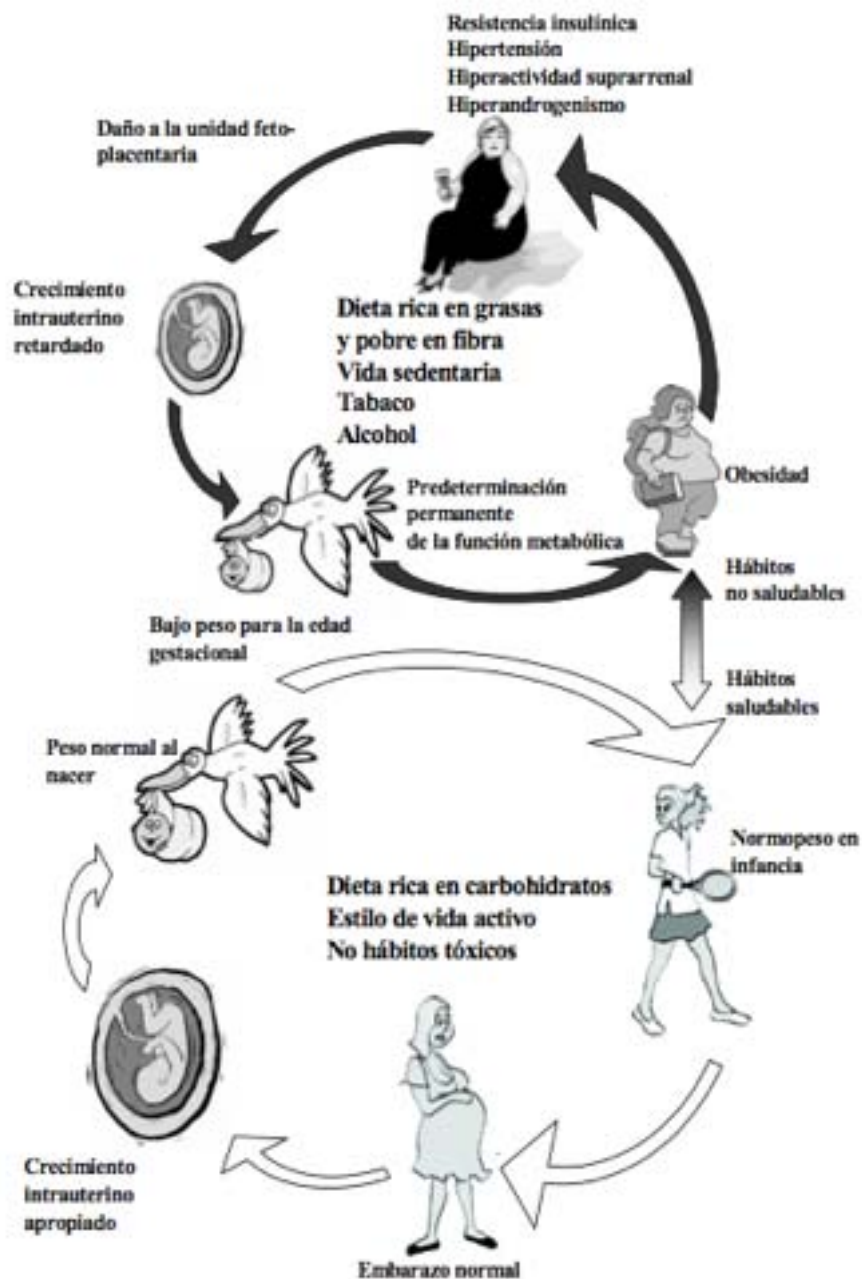 Resistencia insulínica
Hipertensión
Hiperactividad suprarrenal
Hiperandrogenismo
Daño a la unidad feto-
placentaria
Crecimiento
intrauterino
retardado
Dieta rica en grasas
y pobre en fibra
Vida sedentaria
Tabaco
Alcohol
Obesidad
Predeterminación
permanente
de la función metabólica
Hábitos
no saludables
Bajo peso para la edad
gestacional
Hábitos
saludables
Peso normal al
nacer
Normopeso en
infancia
Dieta rica en carbohidratos
Estilo de vida activo
No hábitos tóxicos
Crecimiento
intrauterino
apropiado
Embarazo normal